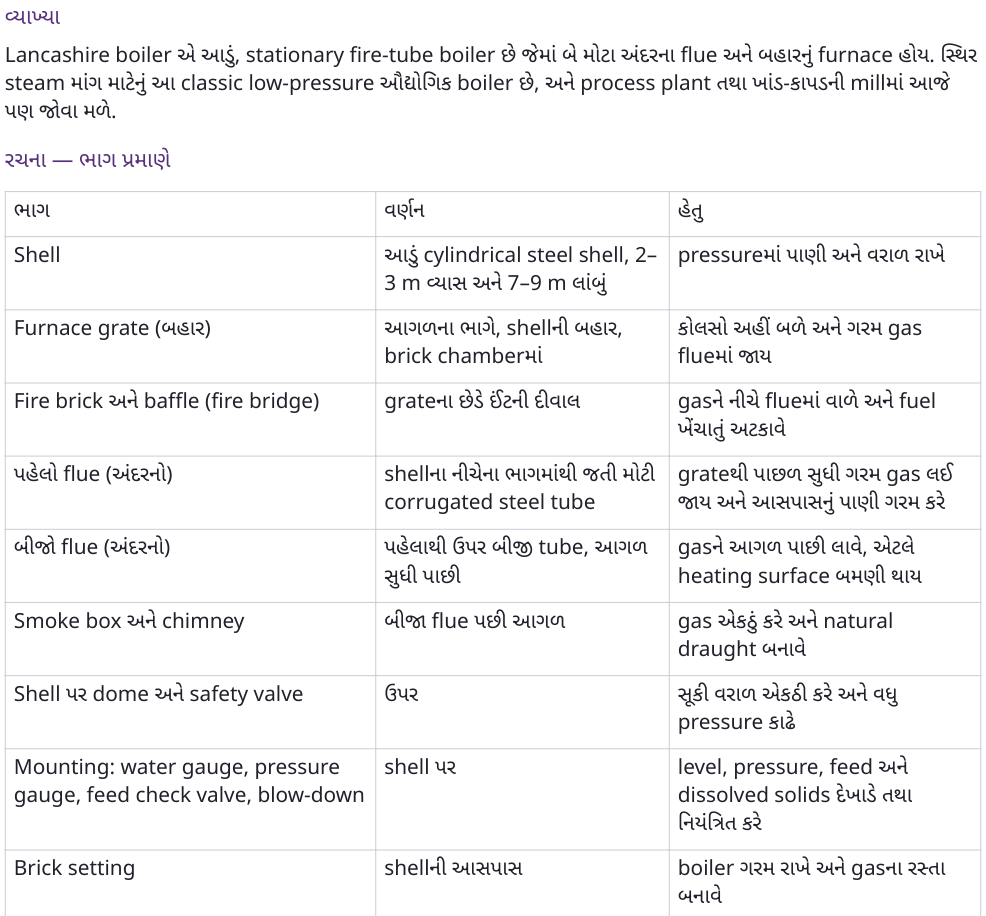 વ્યાખ્યા
Lancashire boiler એ આડું, stationary fire-tube boiler છે જેમાં બે મોટા અંદરના flue અને બહારનું furnace હોય. સ્થિર
steam માંગ માટેનું આ classic low-pressure ઔદ્યોગિક boiler છે, અને process plant તથા ખાંડ-કાપડની millમાં આજે
પણ જોવા મળે.
રચના — ભાગ પ્રમાણે
ભાગ વર્ણન હેતુ
Shell આડું cylindrical steel shell, 2– pressureમાં પાણી અને વરાળ રાખે
3 m વ્યાસ અને 7–9 m લાંબું
Furnace grate (બહાર) આગળના ભાગે, shellની બહાર, કોલસો અહીં બળે અને ગરમ gas
brick chamberમાં flueમાં જાય
Fire brick અને baffle (fire bridge) grateના છેડે ઈંટની દીવાલ gasને નીચે flueમાં વાળે અને fuel
ખેંચાતું અટકાવે
પહેલો flue (અંદરનો) shellના નીચેના ભાગમાંથી જતી મોટી grateથી પાછળ સુધી ગરમ gas લઈ
corrugated steel tube જાય અને આસપાસનું પાણી ગરમ કરે
બીજો flue (અંદરનો) પહેલાથી ઉપર બીજી tube, આગળ gasને આગળ પાછી લાવે, એટલે
સુધી પાછી heating surface બમણી થાય
Smoke box અને chimney બીજા flue પછી આગળ gas એકઠું કરે અને natural
draught બનાવે
Shell પર dome અને safety valve ઉપર સૂકી વરાળ એકઠી કરે અને વધુ
pressure કાઢે
Mounting: water gauge, pressure shell પર level, pressure, feed અને
gauge, feed check valve, blow-down dissolved solids દેખાડે તથા
નિયંત્રિત કરે
Brick setting shellની આસપાસ boiler ગરમ રાખે અને gasના રસ્તા
બનાવે